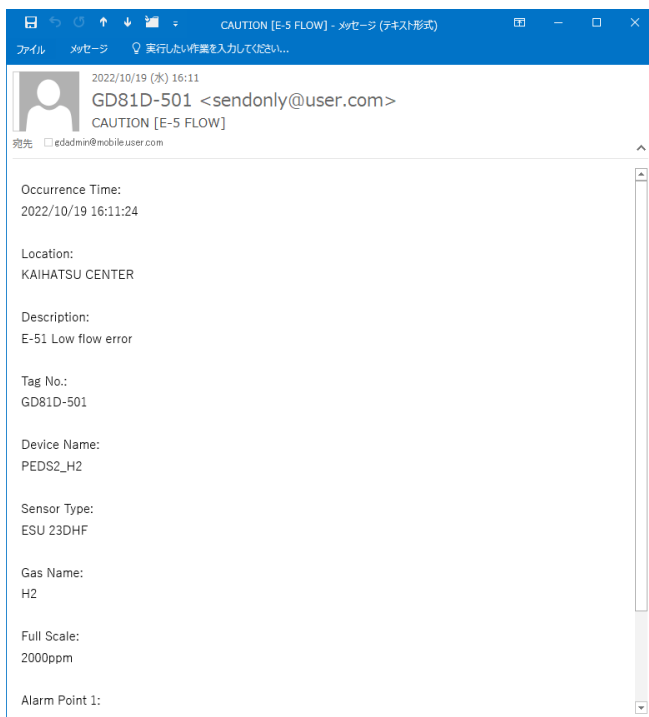 CAUTION [E-5 FLOW] - メッセージ (テキスト形式)
ファイル メッセージ 実行したい作業を入力してください...
2022/10/19 (水) 16:11
GD81D-501 <sendonly@user.com>
CAUTION [E-5 FLOW]
宛先 gdadmin@mobile.user.com
Occurrence Time:
2022/10/19 16:11:24
Location:
KAIHATSU CENTER
Description:
E-51 Low flow error
Tag No.:
GD81D-501
Device Name:
PEDS2_H2
Sensor Type:
ESU 23DHF
Gas Name:
H2
Full Scale:
2000ppm
Alarm Point 1: